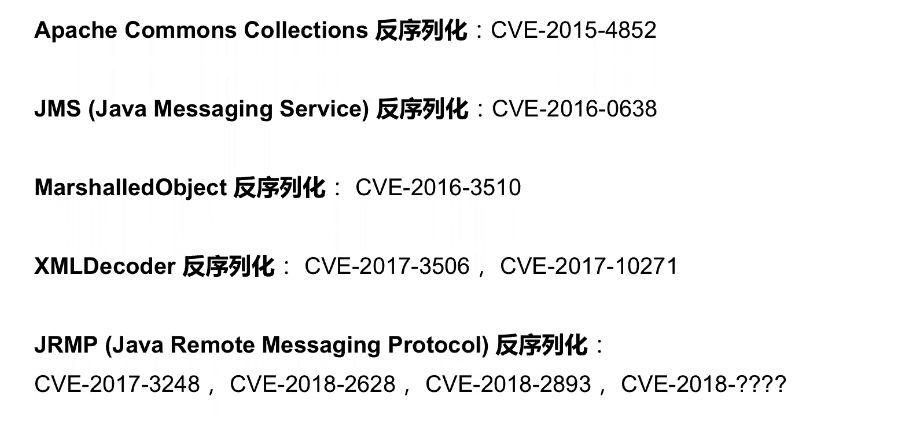 Apache Commons Collections 反序列化：CVE-2015-4852
JMS (Java Messaging Service) 反序列化：CVE-2016-0638
MarshalledObject 反序列化： CVE-2016-3510
XMLDecoder 反序列化： CVE-2017-3506，CVE-2017-10271
JRMP (Java Remote Messaging Protocol) 反序列化：
CVE-2017-3248，CVE-2018-2628，CVE-2018-2893，CVE-2018-????